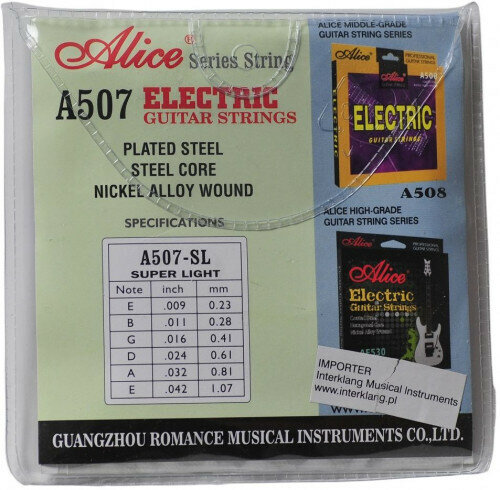 Alice® Series String
A507 ELECTRIC
GUITAR STRINGS
PLATED STEEL
STEEL CORE
NICKEL ALLOY WOUND
SPECIFICATIONS
A507-SL
SUPER LIGHT
Note inch mm
E .009 0.23
B .011 0.28
G .016 0.41
D .024 0.61
A .032 0.81
E .042 1.07
ALICE MIDDLE-GRADE
GUITAR STRING SERIES
PROFESSIONAL
Alice
A508
ELECTRIC
GUITAR STRINGS
A508
ALICE HIGH-GRADE
GUITAR STRING SERIES
Alice
Electric
Guitar Strings
IMPORTER
Interklang Musical Instruments
www.interklang.pl
GUANGZHOU ROMANCE MUSICAL INSTRUMENTS CO.,LTD.